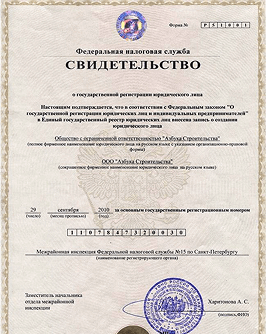 Форма № Р 5 1 0 0 1
Федеральная налоговая служба
СВИДЕТЕЛЬСТВО
о государственной регистрации юридического лица
Настоящим подтверждается, что в соответствии с Федеральным законом "О
государственной регистрации юридических лиц и индивидуальных предпринимателей"
в Единый государственный реестр юридических лиц внесена запись о создании
юридического лица
Общество с ограниченной ответственностью "Азбука Строительства"
(полное фирменное наименование юридического лица на русском языке с указанием организационно-правовой
формы)
ООО "Азбука Строительства"
(сокращенное фирменное наименование юридического лица на русском языке)
29 сентября 2010 за основным государственным регистрационным номером
(число) (месяц прописью) (год)
1 1 0 7 8 4 7 3 2 0 0 3 0
Межрайонная инспекция Федеральной налоговой службы №15 по Санкт-Петербургу
(наименование регистрирующего органа)
Заместитель начальника
отдела межрайонной
инспекции
Харитонова А. С.
(подпись, ФИО)